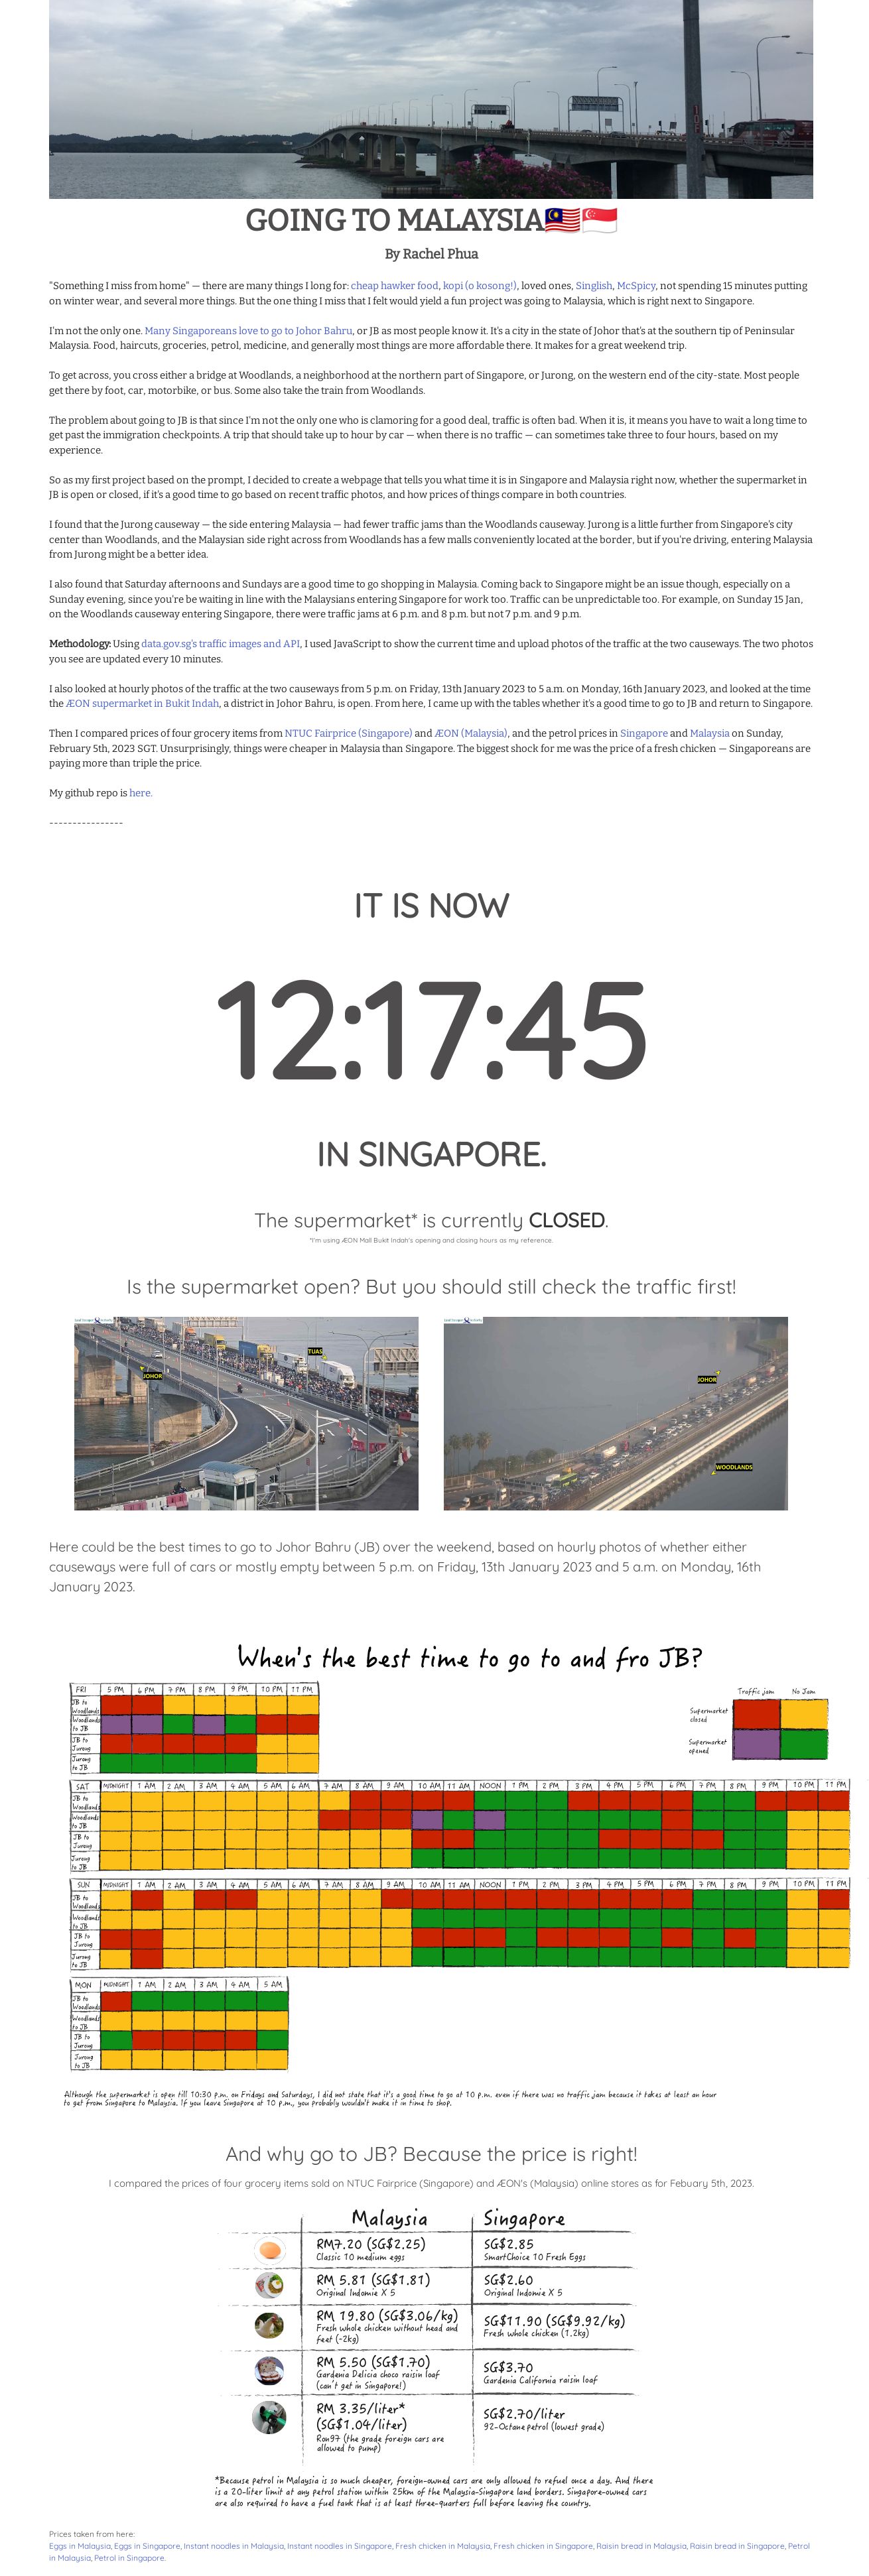 GOING TO MALAYSIA🇲🇾🇸🇬
By Rachel Phua
"Something I miss from home" — there are many things I long for: cheap hawker food, kopi (o kosong!), loved ones, Singlish, McSpicy, not spending 15 minutes putting
on winter wear, and several more things. But the one thing I miss that I felt would yield a fun project was going to Malaysia, which is right next to Singapore.
I'm not the only one. Many Singaporeans love to go to Johor Bahru, or JB as most people know it. It's a city in the state of Johor that's at the southern tip of Peninsular
Malaysia. Food, haircuts, groceries, petrol, medicine, and generally most things are more affordable there. It makes for a great weekend trip.
To get across, you cross either a bridge at Woodlands, a neighborhood at the northern part of Singapore, or Jurong, on the western end of the city-state. Most people
get there by foot, car, motorbike, or bus. Some also take the train from Woodlands.
The problem about going to JB is that since I'm not the only one who is clamoring for a good deal, traffic is often bad. When it is, it means you have to wait a long time to
get past the immigration checkpoints. A trip that should take up to hour by car — when there is no traffic — can sometimes take three to four hours, based on my
experience.
So as my first project based on the prompt, I decided to create a webpage that tells you what time it is in Singapore and Malaysia right now, whether the supermarket in
JB is open or closed, if it's a good time to go based on recent traffic photos, and how prices of things compare in both countries.
I found that the Jurong causeway — the side entering Malaysia — had fewer traffic jams than the Woodlands causeway. Jurong is a little further from Singapore's city
center than Woodlands, and the Malaysian side right across from Woodlands has a few malls conveniently located at the border, but if you're driving, entering Malaysia
from Jurong might be a better idea.
I also found that Saturday afternoons and Sundays are a good time to go shopping in Malaysia. Coming back to Singapore might be an issue though, especially on a
Sunday evening, since you're be waiting in line with the Malaysians entering Singapore for work too. Traffic can be unpredictable too. For example, on Sunday 15 Jan,
on the Woodlands causeway entering Singapore, there were traffic jams at 6 p.m. and 8 p.m. but not 7 p.m. and 9 p.m.
Methodology: Using data.gov.sg's traffic images and API, I used JavaScript to show the current time and upload photos of the traffic at the two causeways. The two photos
you see are updated every 10 minutes.
I also looked at hourly photos of the traffic at the two causeways from 5 p.m. on Friday, 13th January 2023 to 5 a.m. on Monday, 16th January 2023, and looked at the time
the ÆON supermarket in Bukit Indah, a district in Johor Bahru, is open. From here, I came up with the tables whether it's a good time to go to JB and return to Singapore.
Then I compared prices of four grocery items from NTUC Fairprice (Singapore) and ÆON (Malaysia), and the petrol prices in Singapore and Malaysia on Sunday,
February 5th, 2023 SGT. Unsurprisingly, things were cheaper in Malaysia than Singapore. The biggest shock for me was the price of a fresh chicken — Singaporeans are
paying more than triple the price.
My github repo is here.
----------------
IT IS NOW
12:17:45
IN SINGAPORE.
The supermarket* is currently CLOSED.
*I'm using ÆON Mall Bukit Indah's opening and closing hours as my reference.
Is the supermarket open? But you should still check the traffic first!
JOHOR TUAS
JOHOR
WOODLANDS
Here could be the best times to go to Johor Bahru (JB) over the weekend, based on hourly photos of whether either
causeways were full of cars or mostly empty between 5 p.m. on Friday, 13th January 2023 and 5 a.m. on Monday, 16th
January 2023.
When's the best time to go to and fro JB?
Traffic jam No Jam
Supermarket closed
Supermarket opened
FRI 5 PM 6 PM 7 PM 8 PM 9 PM 10 PM 11 PM
JB to Woodlands
Woodlands to JB
JB to Jurong
Jurong to JB
SAT MIDNIGHT 1 AM 2 AM 3 AM 4 AM 5 AM 6 AM 7 AM 8 AM 9 AM 10 AM 11 AM NOON 1 PM 2 PM 3 PM 4 PM 5 PM 6 PM 7 PM 8 PM 9 PM 10 PM 11 PM
JB to Woodlands
Woodlands to JB
JB to Jurong
Jurong to JB
SUN MIDNIGHT 1 AM 2 AM 3 AM 4 AM 5 AM 6 AM 7 AM 8 AM 9 AM 10 AM 11 AM NOON 1 PM 2 PM 3 PM 4 PM 5 PM 6 PM 7 PM 8 PM 9 PM 10 PM 11 PM
JB to Woodlands
Woodlands to JB
JB to Jurong
Jurong to JB
MON MIDNIGHT 1 AM 2 AM 3 AM 4 AM 5 AM
JB to Woodlands
Woodlands to JB
JB to Jurong
Jurong to JB
Although the supermarket is open till 10:30 p.m. on Fridays and Saturdays, I did not state that it's a good time to go at 10 p.m. even if there was no traffic jam because it takes at least an hour
to get from Singapore to Malaysia. If you leave Singapore at 10 p.m., you probably wouldn't make it in time to shop.
And why go to JB? Because the price is right!
I compared the prices of four grocery items sold on NTUC Fairprice (Singapore) and ÆON's (Malaysia) online stores as for Febuary 5th, 2023.
Malaysia Singapore
RM7.20 (SG$2.25)
Classic 10 medium eggs
SG$2.85
SmartChoice 10 Fresh Eggs
RM 5.81 (SG$1.81)
Original Indomie X 5
SG$2.60
Original Indomie X 5
RM 19.80 (SG$3.06/kg)
Fresh whole chicken without head and
feet (~2kg)
SG$11.90 (SG$9.92/kg)
Fresh whole chicken (1.2kg)
RM 5.50 (SG$1.70)
Gardenia Delicia choco raisin loaf
(can't get in Singapore!)
SG$3.70
Gardenia California raisin loaf
RM 3.35/liter*
(SG$1.04/liter)
Ron97 (the grade foreign cars are
allowed to pump)
SG$2.70/liter
92-Octane petrol (lowest grade)
*Because petrol in Malaysia is so much cheaper, foreign-owned cars are only allowed to refuel once a day. And there
is a 20-liter limit at any petrol station within 25km of the Malaysia-Singapore land borders. Singapore-owned cars
are also required to have a fuel tank that is at least three-quarters full before leaving the country.
Prices taken from here:
Eggs in Malaysia, Eggs in Singapore, Instant noodles in Malaysia, Instant noodles in Singapore, Fresh chicken in Malaysia, Fresh chicken in Singapore, Raisin bread in Malaysia, Raisin bread in Singapore, Petrol
in Malaysia, Petrol in Singapore.